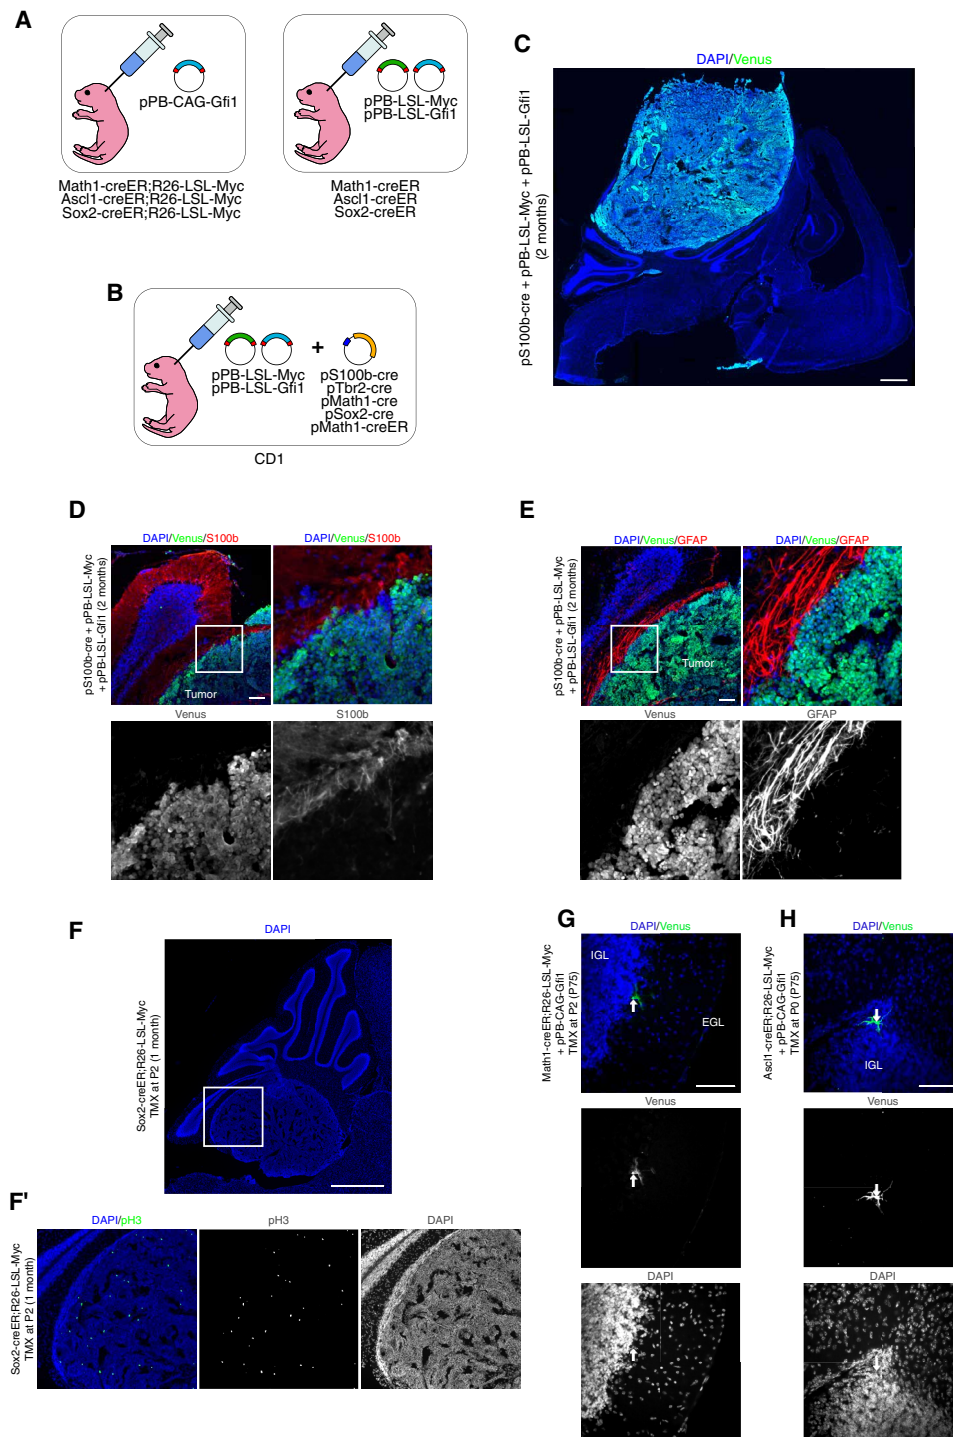 A
pPB-CAG-Gfi1
Math1-creER;R26-LSL-Myc
Ascl1-creER;R26-LSL-Myc
Sox2-creER;R26-LSL-Myc
pPB-LSL-Myc
pPB-LSL-Gfi1
Math1-creER
Ascl1-creER
Sox2-creER
B
pPB-LSL-Myc
pPB-LSL-Gfi1
+
pS100b-cre
pTbr2-cre
pMath1-cre
pSox2-cre
pMath1-creER
CD1
C
DAPI/Venus
pS100b-cre + pPB-LSL-Myc + pPB-LSL-Gfi1
(2 months)
D
DAPI/Venus/S100b
DAPI/Venus/S100b
pS100b-cre + pPB-LSL-Myc
+ pPB-LSL-Gfi1 (2 months)
Tumor
Venus
S100b
E
DAPI/Venus/GFAP
DAPI/Venus/GFAP
pS100b-cre + pPB-LSL-Myc
+ pPB-LSL-Gfi1 (2 months)
Tumor
Venus
GFAP
F
DAPI
Sox2-creER;R26-LSL-Myc
TMX at P2 (1 month)
F'
DAPI/pH3
pH3
DAPI
Sox2-creER;R26-LSL-Myc
TMX at P2 (1 month)
G
DAPI/Venus
Math1-creER;R26-LSL-Myc
+ pPB-CAG-Gfi1
TMX at P2 (P75)
IGL
EGL
Venus
DAPI
H
DAPI/Venus
Ascl1-creER;R26-LSL-Myc
+ pPB-CAG-Gfi1
TMX at P0 (P75)
IGL
Venus
DAPI